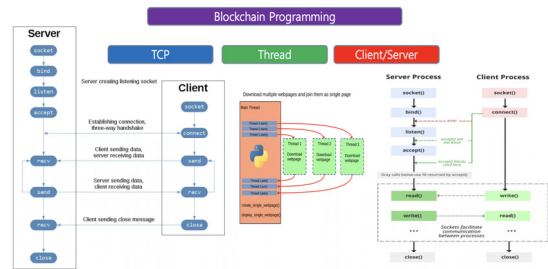 Blockchain Programming
TCP
Thread
Client/Server
Server
socket
bind
listen
accept
recv
send
recv
close
Server creating listening socket
Establishing connection,
three-way handshake
Client sending data,
server receiving data
Server sending data,
client receiving data
Client sending close message
Client
socket
connect
send
recv
close
Download multiple webpages and join them as single page
Main Thread
Thread 1
Download
webpage
Thread 2
Download
webpage
Thread 3
Download
webpage
create_single_webpage()
display_single_webpage()
Server Process
Client Process
socket()
socket()
bind()
connect()
listen()
accept()
read()
write()
write()
read()
Sockets facilitate
communication
between processes
close()
close()